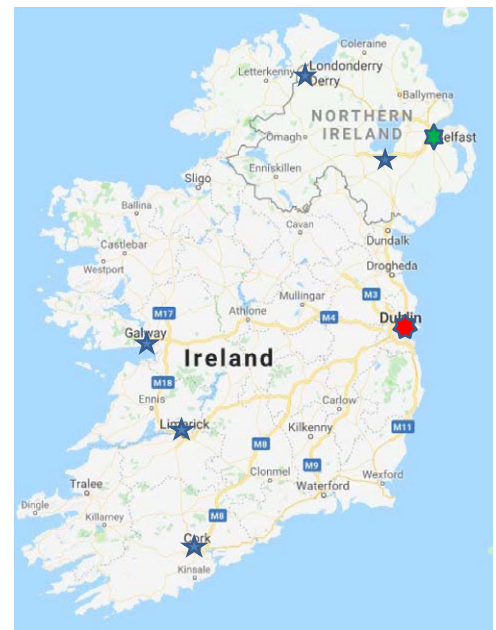 Coleraine
Londonderry
Derry
Letterkenny
Ballymena
NORTHERN
IRELAND
Omagh
elfast
Enniskillen
Sligo
Ballina
Cavan
Dundalk
Castlebar
Drogheda
Westport
M3
Mullingar
M17
Athlone
M4
Dublin
Galway
Ireland
M18
Ennis
Carlow
Limerick
M11
Kilkenny
M8
M9
Clonmel
Wexford
Tralee
Waterford
Dingle
Killarney
M8
Cork
Kinsale